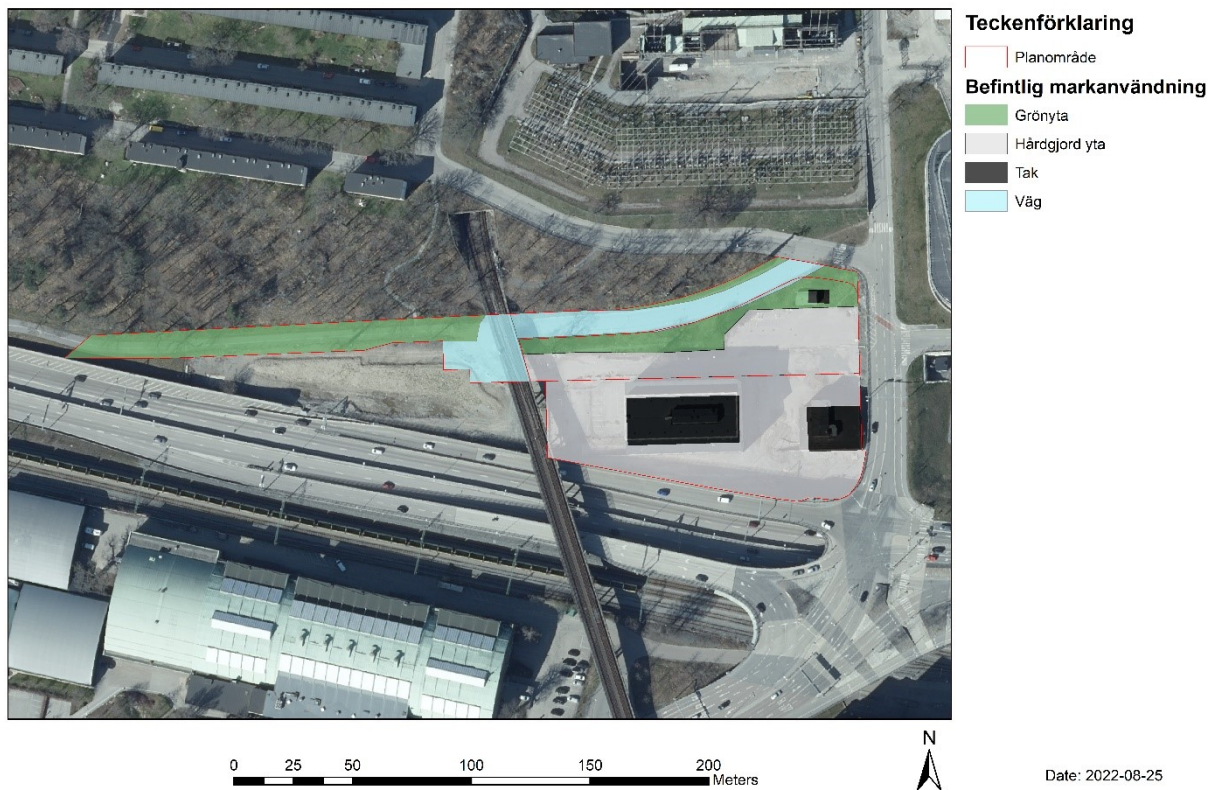 Teckenförklaring
Planområde
Befintlig markanvändning
Grönyta
Hårdgjord yta
Tak
Väg
0 25 50 100 150 200
Meters
N
Date: 2022-08-25